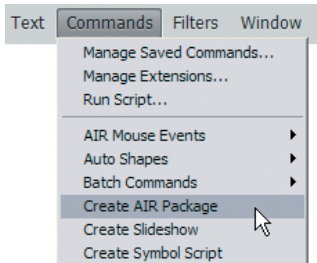 Text Commands Filters Window
Manage Saved Commands...
Manage Extensions...
Run Script...
AIR Mouse Events
Auto Shapes
Batch Commands
Create AIR Package
Create Slideshow
Create Symbol Script